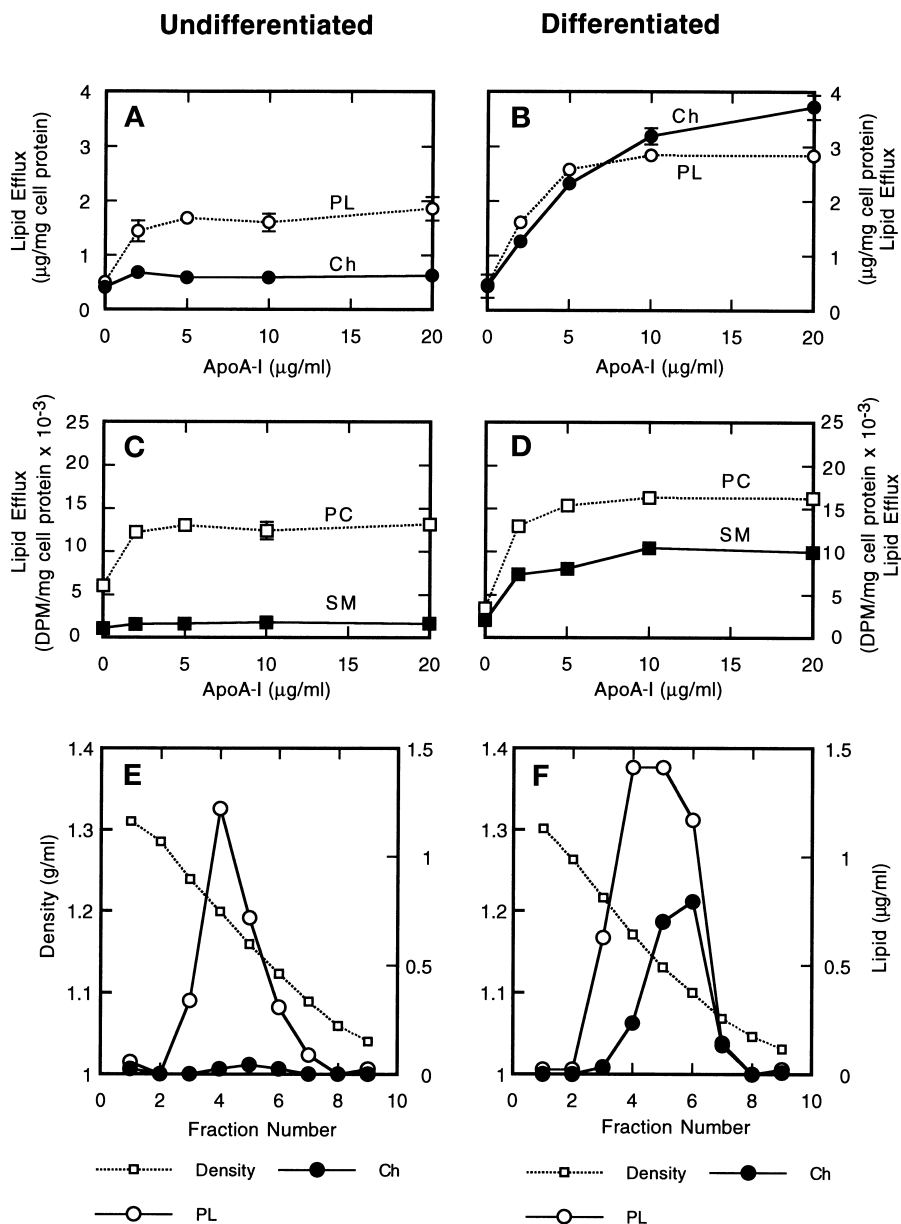 Undifferentiated
Differentiated
A
4
3
2
1
0
Lipid Efflux
(μg/mg cell protein)
PL
Ch
0 5 10 15 20
ApoA-I (μg/ml)
B
Ch
PL
4
3
2
1
0
(μg/mg cell protein)
Lipid Efflux
0 5 10 15 20
ApoA-I (μg/ml)
C
25
20
15
10
5
0
Lipid Efflux
(DPM/mg cell protein x 10-3)
PC
SM
0 5 10 15 20
ApoA-I (μg/ml)
D
PC
SM
25
20
15
10
5
0
(DPM/mg cell protein x 10-3)
Lipid Efflux
0 5 10 15 20
ApoA-I (μg/ml)
E
1.4
1.3
1.2
1.1
1
Density (g/ml)
1.5
1
0.5
0
0 2 4 6 8 10
Fraction Number
Density Ch
PL
F
1.4
1.3
1.2
1.1
1
1.5
1
0.5
0
Lipid (μg/ml)
0 2 4 6 8 10
Fraction Number
Density Ch
PL